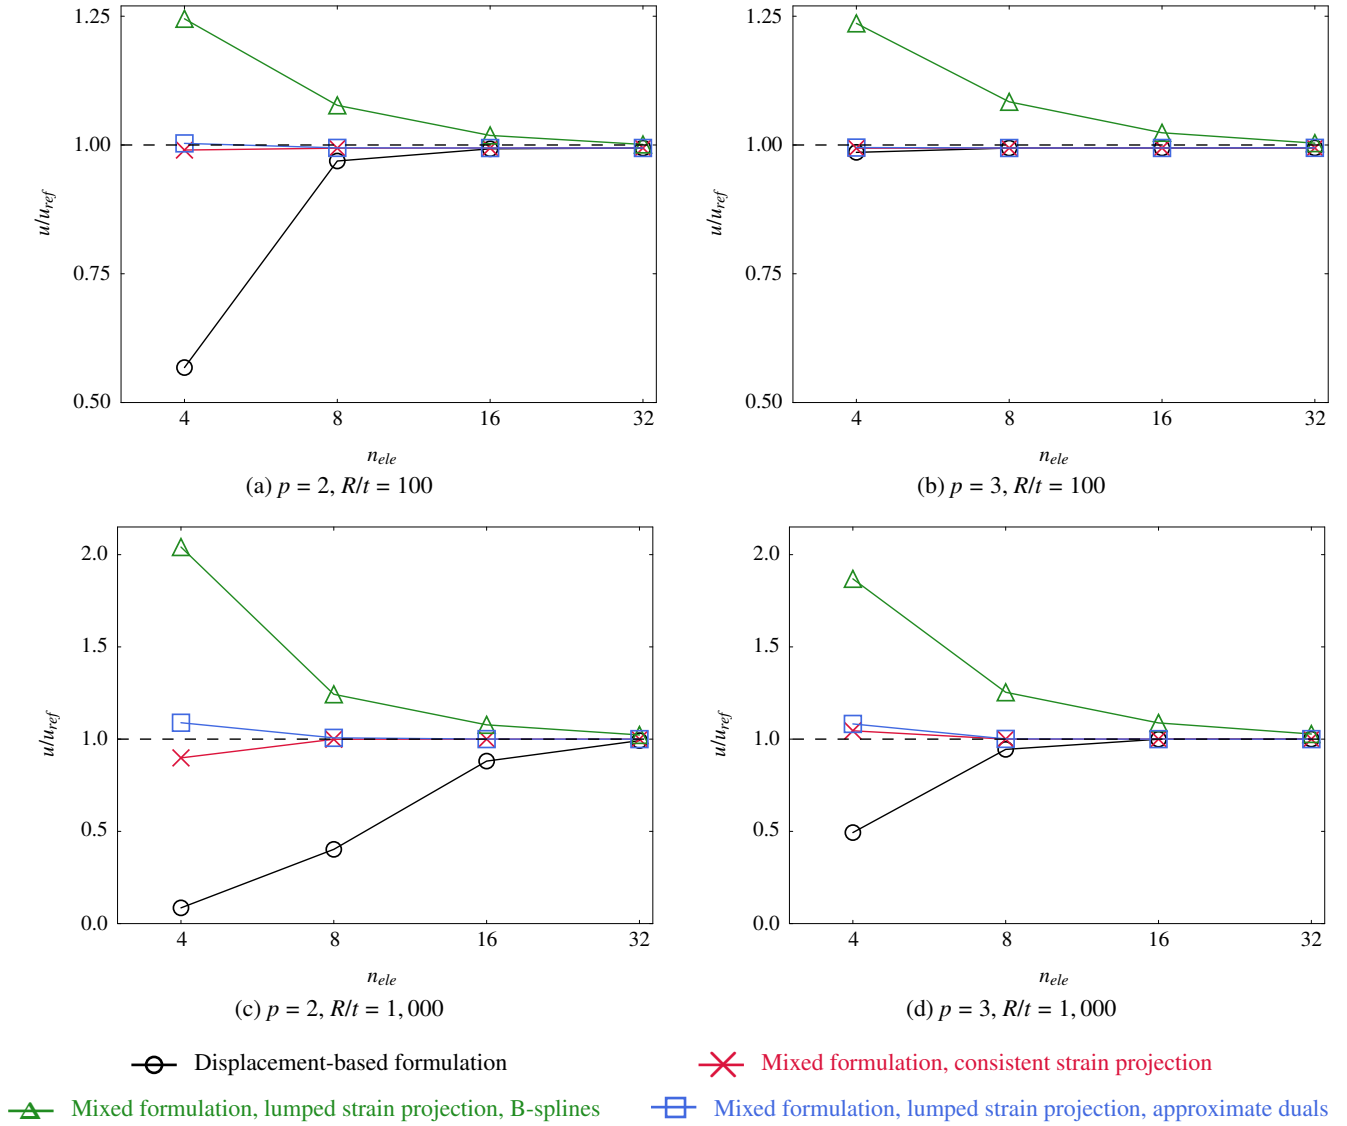 1.25
1.00
0.75
0.50
u/u_ref
4 8 16 32
n_ele
(a) p = 2, R/t = 100
1.25
1.00
0.75
0.50
u/u_ref
4 8 16 32
n_ele
(b) p = 3, R/t = 100
2.0
1.5
1.0
0.5
0.0
u/u_ref
4 8 16 32
n_ele
(c) p = 2, R/t = 1,000
2.0
1.5
1.0
0.5
0.0
u/u_ref
4 8 16 32
n_ele
(d) p = 3, R/t = 1,000
Displacement-based formulation
Mixed formulation, consistent strain projection
Mixed formulation, lumped strain projection, B-splines
Mixed formulation, lumped strain projection, approximate duals